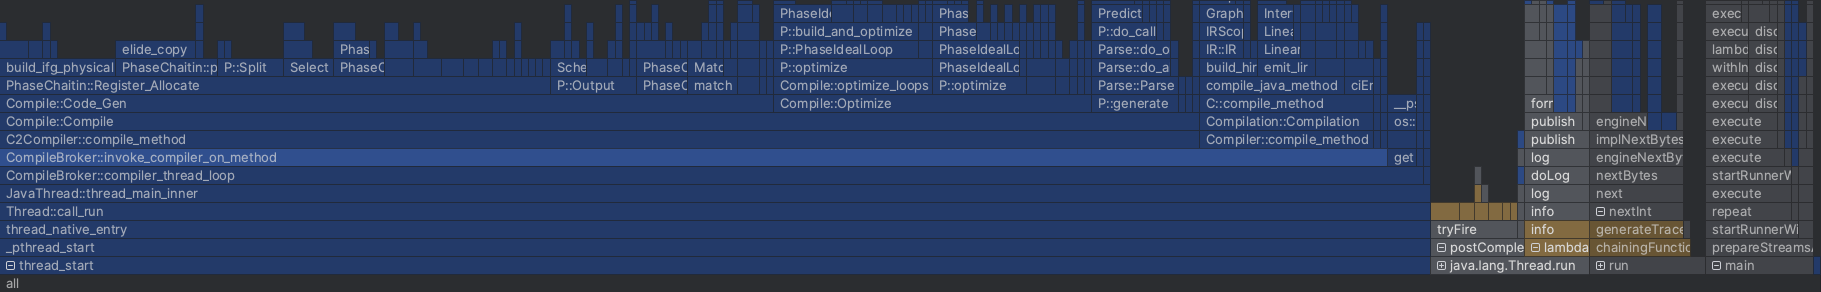 PhaseIde Phas Predict Graph Inter exec
P::build_and_optimize Phase P::do_call IRSco Linea execu disc
elide_copy Phas P::PhaseIdealLoop PhaseIdealLo Parse::do_o IR::IR Linear lambd disc
build_ifg_physical PhaseChaitin::p P::Split Select PhaseC Sche PhaseC Matc P::optimize PhaseIdealLo Parse::do_a build_hir emit_lir withIn disc
PhaseChaitin::Register_Allocate P::Output PhaseC match Compile::optimize_loops P::optimize Parse::Parse compile_java_method ciEn execu disc
Compile::Code_Gen Compile::Optimize P::generate C::compile_method __ps forr execu disc
Compile::Compile Compilation::Compilation os:: publish engineN execute
C2Compiler::compile_method Compiler::compile_method publish implNextBytes execute
CompileBroker::invoke_compiler_on_method get log engineNextBy execute
CompileBroker::compiler_thread_loop doLog nextBytes startRunnerW
JavaThread::thread_main_inner log next execute
Thread::call_run info nextInt repeat
thread_native_entry tryFire info generateTrace startRunnerWi
_pthread_start postComple lambda chainingFunctio prepareStreams
thread_start java.lang.Thread.run run main
all